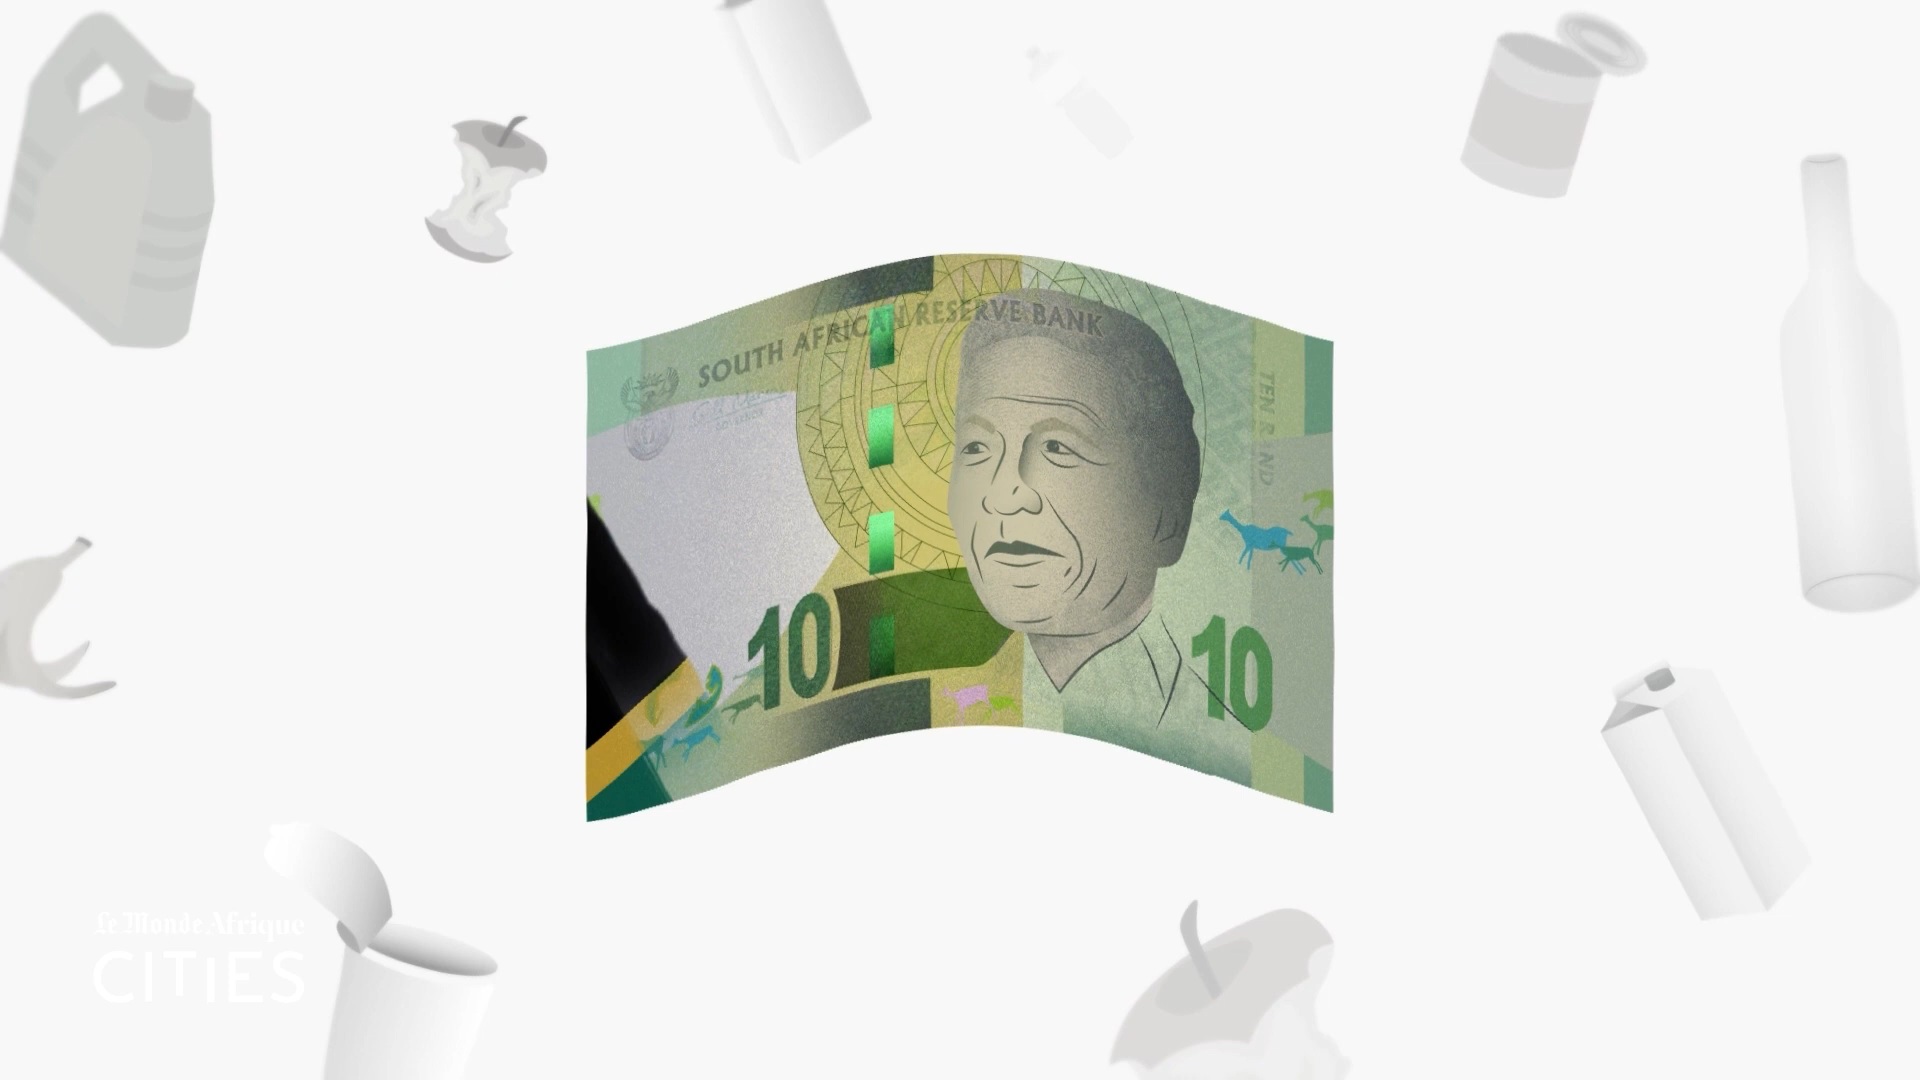 SOUTH AFRICAN RESERVE BANK
TEN RAND
10
10
Le Monde Afrique
CITIES